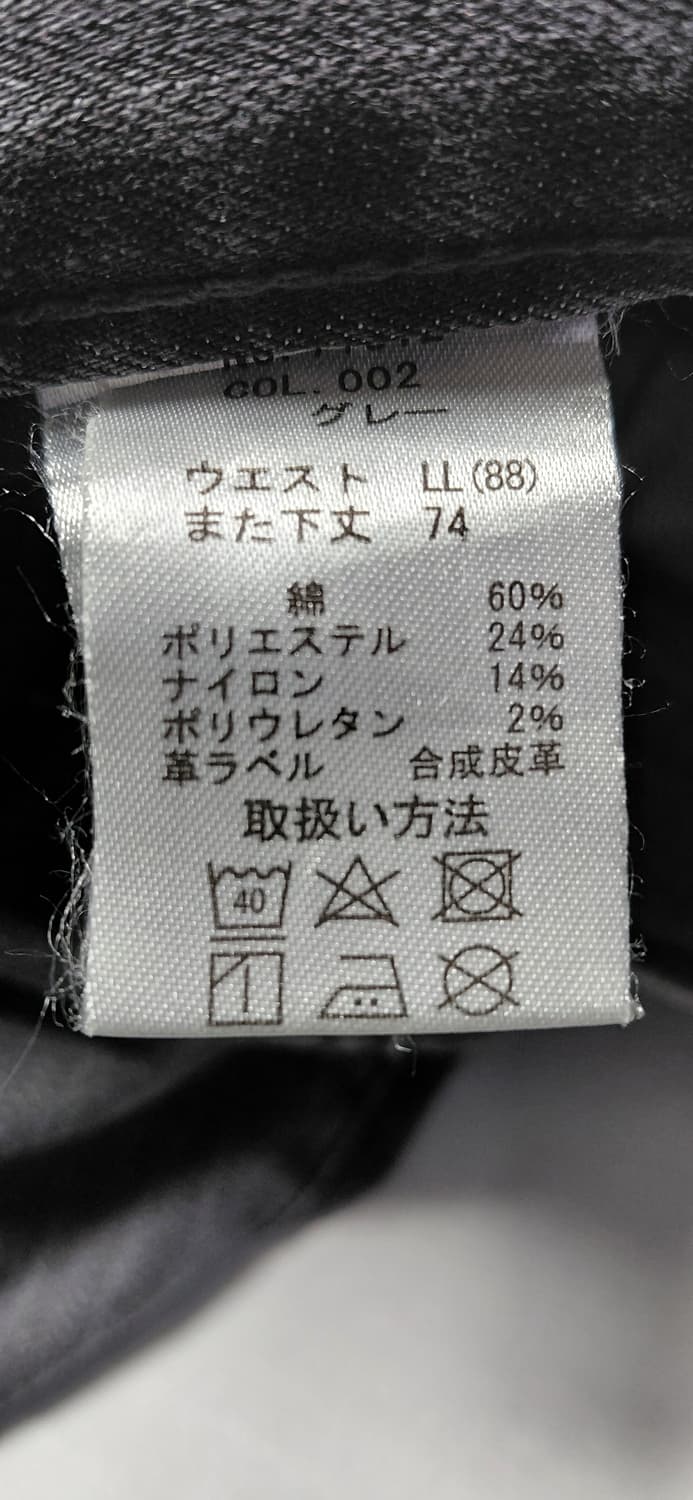 COL. 002
グレー
ウエスト LL(88)
また下丈 74
綿 60%
ポリエステル 24%
ナイロン 14%
ポリウレタン 2%
革ラベル 合成皮革
取扱い方法
40